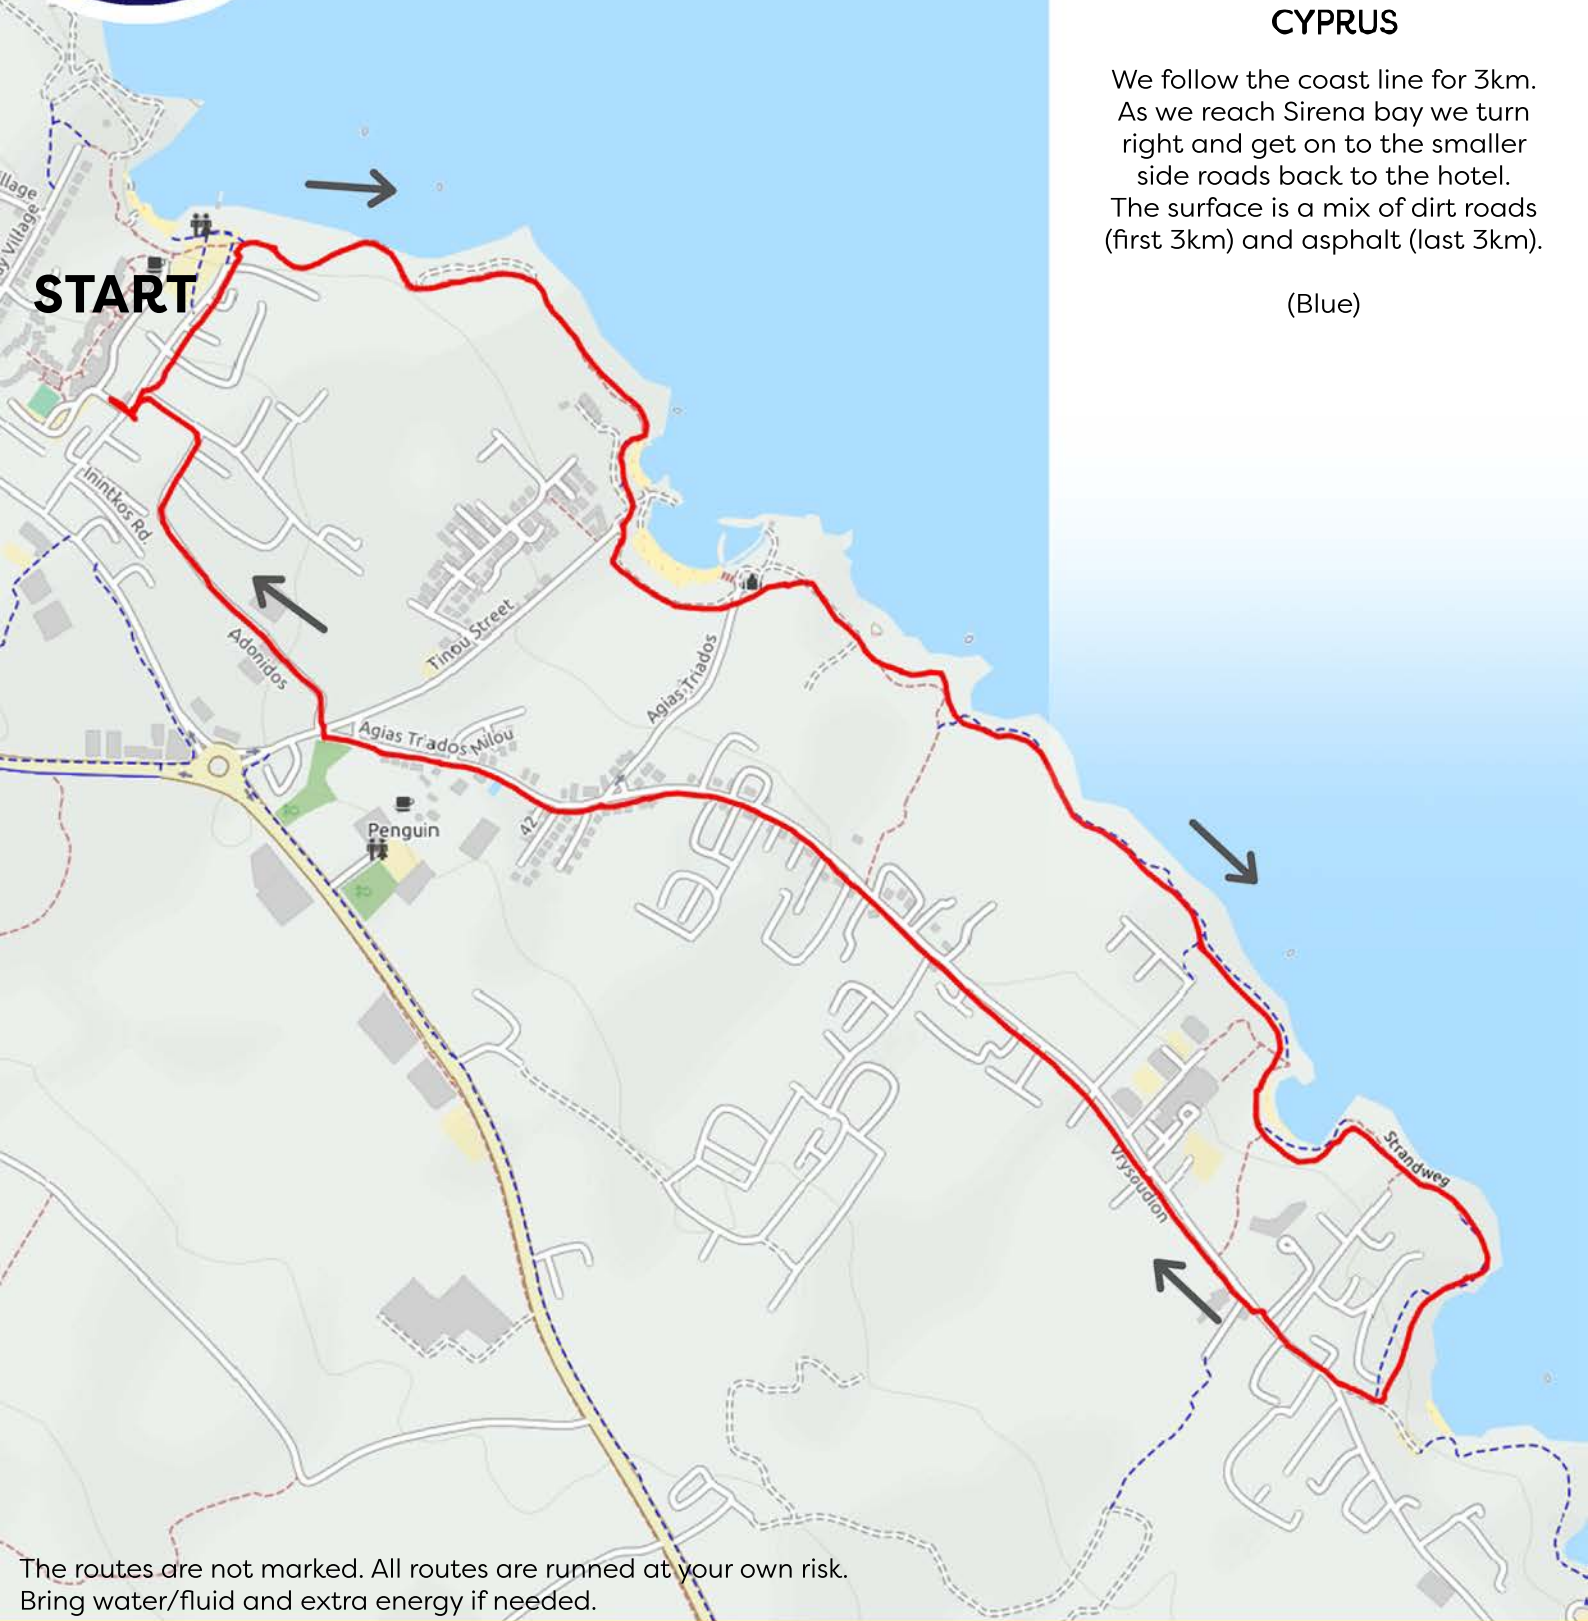 CYPRUS
We follow the coast line for 3km.
As we reach Sirena bay we turn
right and get on to the smaller
side roads back to the hotel.
The surface is a mix of dirt roads
(first 3km) and asphalt (last 3km).
(Blue)
START
Inintkos Rd.
Adonidos
Tinou Street
Agias Triados
Agias Triados
Milou
42
Penguin
Vrysoudion
Strandweg
The routes are not marked. All routes are runned at your own risk.
Bring water/fluid and extra energy if needed.